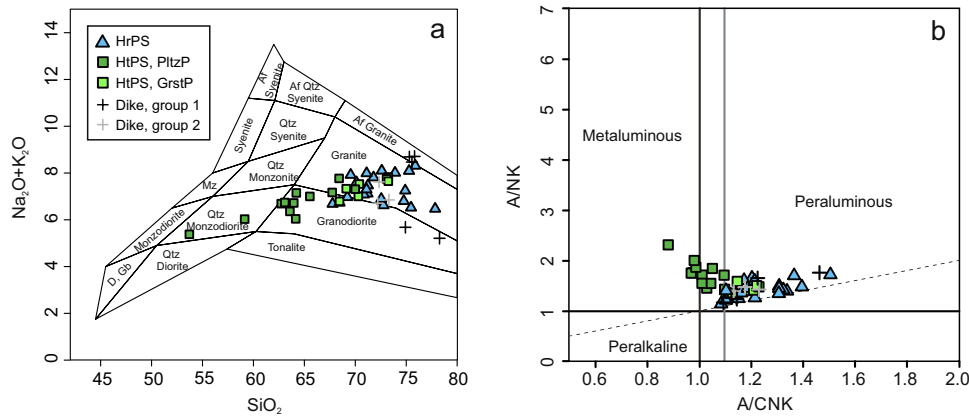 a
HrPS
HtPS, PltzP
HtPS, GrstP
Dike, group 1
Dike, group 2
Na2O+K2O
14
12
10
8
6
4
2
0
45
50
55
60
65
70
75
80
SiO2
Af
Syenite
Af Qtz
Syenite
Af Granite
Syenite
Qtz
Syenite
Granite
Mz
Qtz
Monzonite
Monzodiorite
Qtz
Monzodiorite
Granodiorite
D, Gb
Qtz
Diorite
Tonalite
b
A/NK
7
6
5
4
3
2
1
0
Metaluminous
Peraluminous
Peralkaline
0.6
0.8
1.0
1.2
1.4
1.6
1.8
2.0
A/CNK